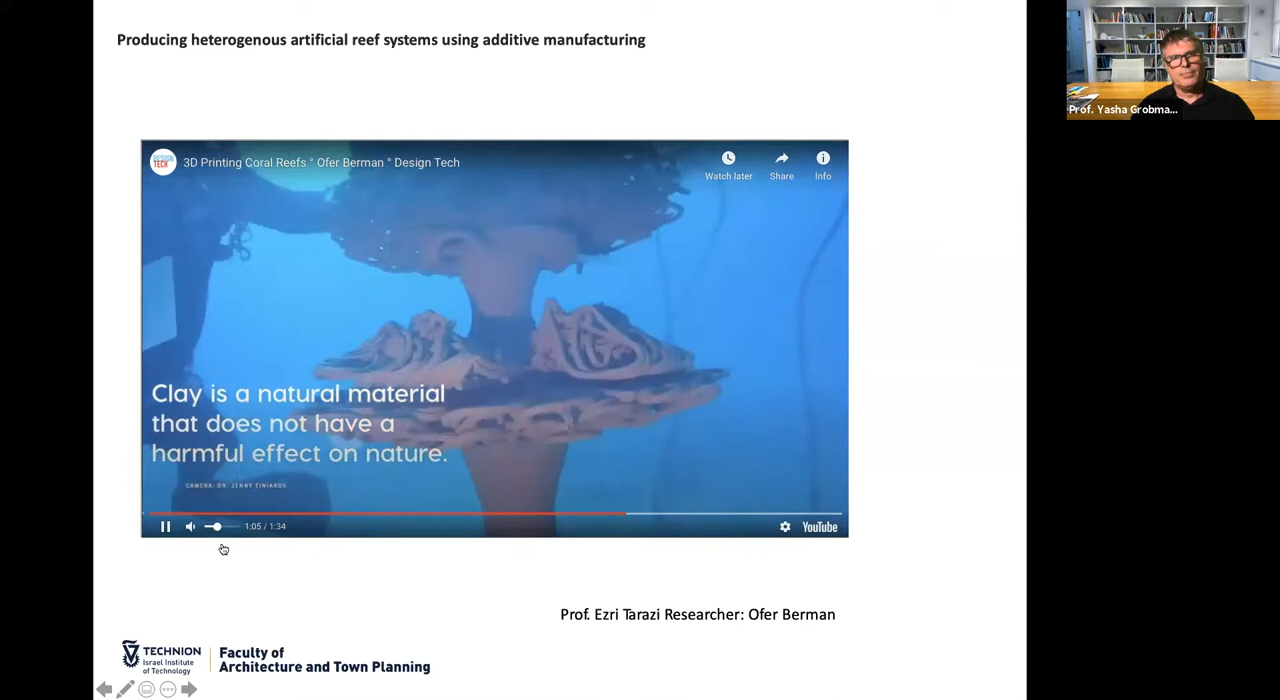 Producing heterogenous artificial reef systems using additive manufacturing
Prof. Yasha Grobma...
DESIGN
TECH
3D Printing Coral Reefs ° Ofer Berman ° Design Tech
Watch later
Share
Info
Clay is a natural material
that does not have a
harmful effect on nature.
CAMERA: DR. JENNY TINIAKOV
1:05 / 1:34
YouTube
Prof. Ezri Tarazi Researcher: Ofer Berman
TECHNION
Israel Institute
of Technology
Faculty of
Architecture and Town Planning